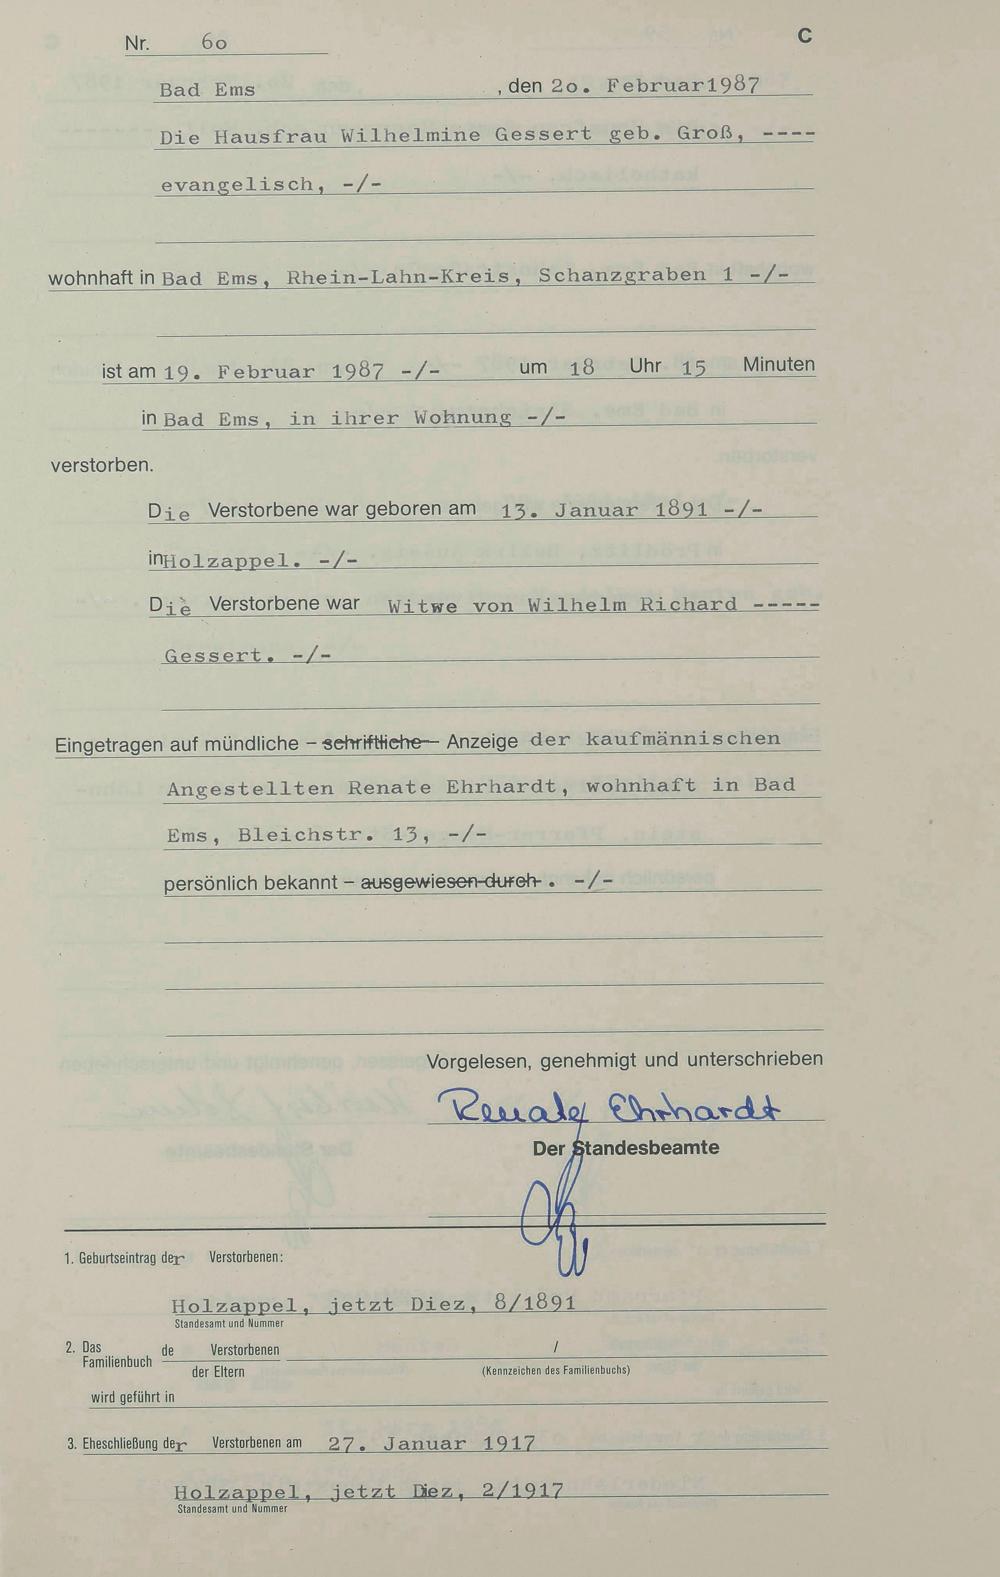 Nr. 60 C
Bad Ems , den 20. Februar1987
Die Hausfrau Wilhelmine Gessert geb. Groß, ----
evangelisch, -/-
wohnhaft in Bad Ems, Rhein-Lahn-Kreis, Schanzgraben 1 -/-
ist am 19. Februar 1987 -/- um 18 Uhr 15 Minuten
in Bad Ems, in ihrer Wohnung -/-
verstorben.
Die Verstorbene war geboren am 13. Januar 1891 -/-
in Holzappel. -/-
Die Verstorbene war Witwe von Wilhelm Richard -----
Gessert. -/-
Eingetragen auf mündliche – schriftliche – Anzeige der kaufmännischen
Angestellten Renate Ehrhardt, wohnhaft in Bad
Ems, Bleichstr. 13, -/-
persönlich bekannt – ausgewiesen durch . -/-
Vorgelesen, genehmigt und unterschrieben
Renate Ehrhardt
Der Standesbeamte
1. Geburtseintrag der Verstorbenen:
Holzappel, jetzt Diez, 8/1891
Standesamt und Nummer
2. Das Familienbuch de Verstorbenen /
der Eltern (Kennzeichen des Familienbuchs)
wird geführt in
3. Eheschließung der Verstorbenen am 27. Januar 1917
Holzappel, jetzt Diez, 2/1917
Standesamt und Nummer